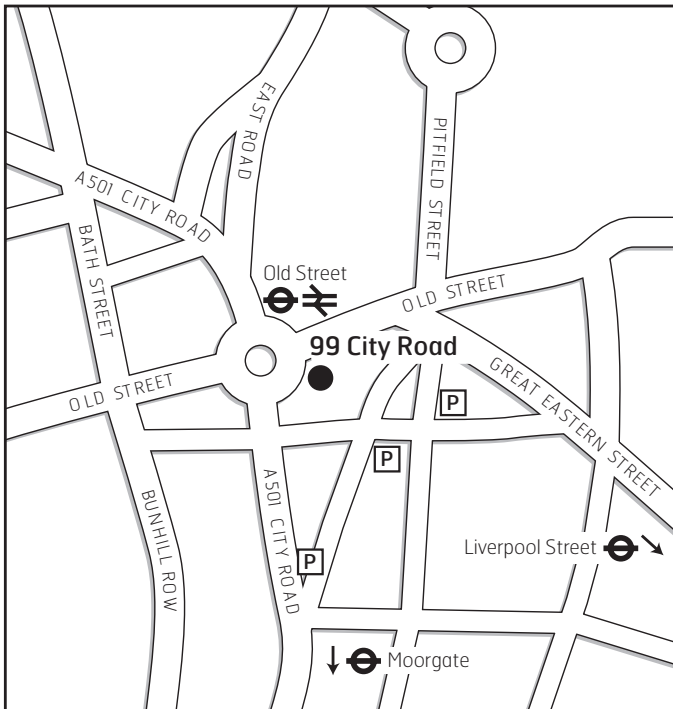 EAST ROAD
PITFIELD STREET
A501 CITY ROAD
BATH STREET
Old Street
OLD STREET
99 City Road
OLD STREET
GREAT EASTERN STREET
P
P
A501 CITY ROAD
BUNHILL ROW
P
Liverpool Street
Moorgate